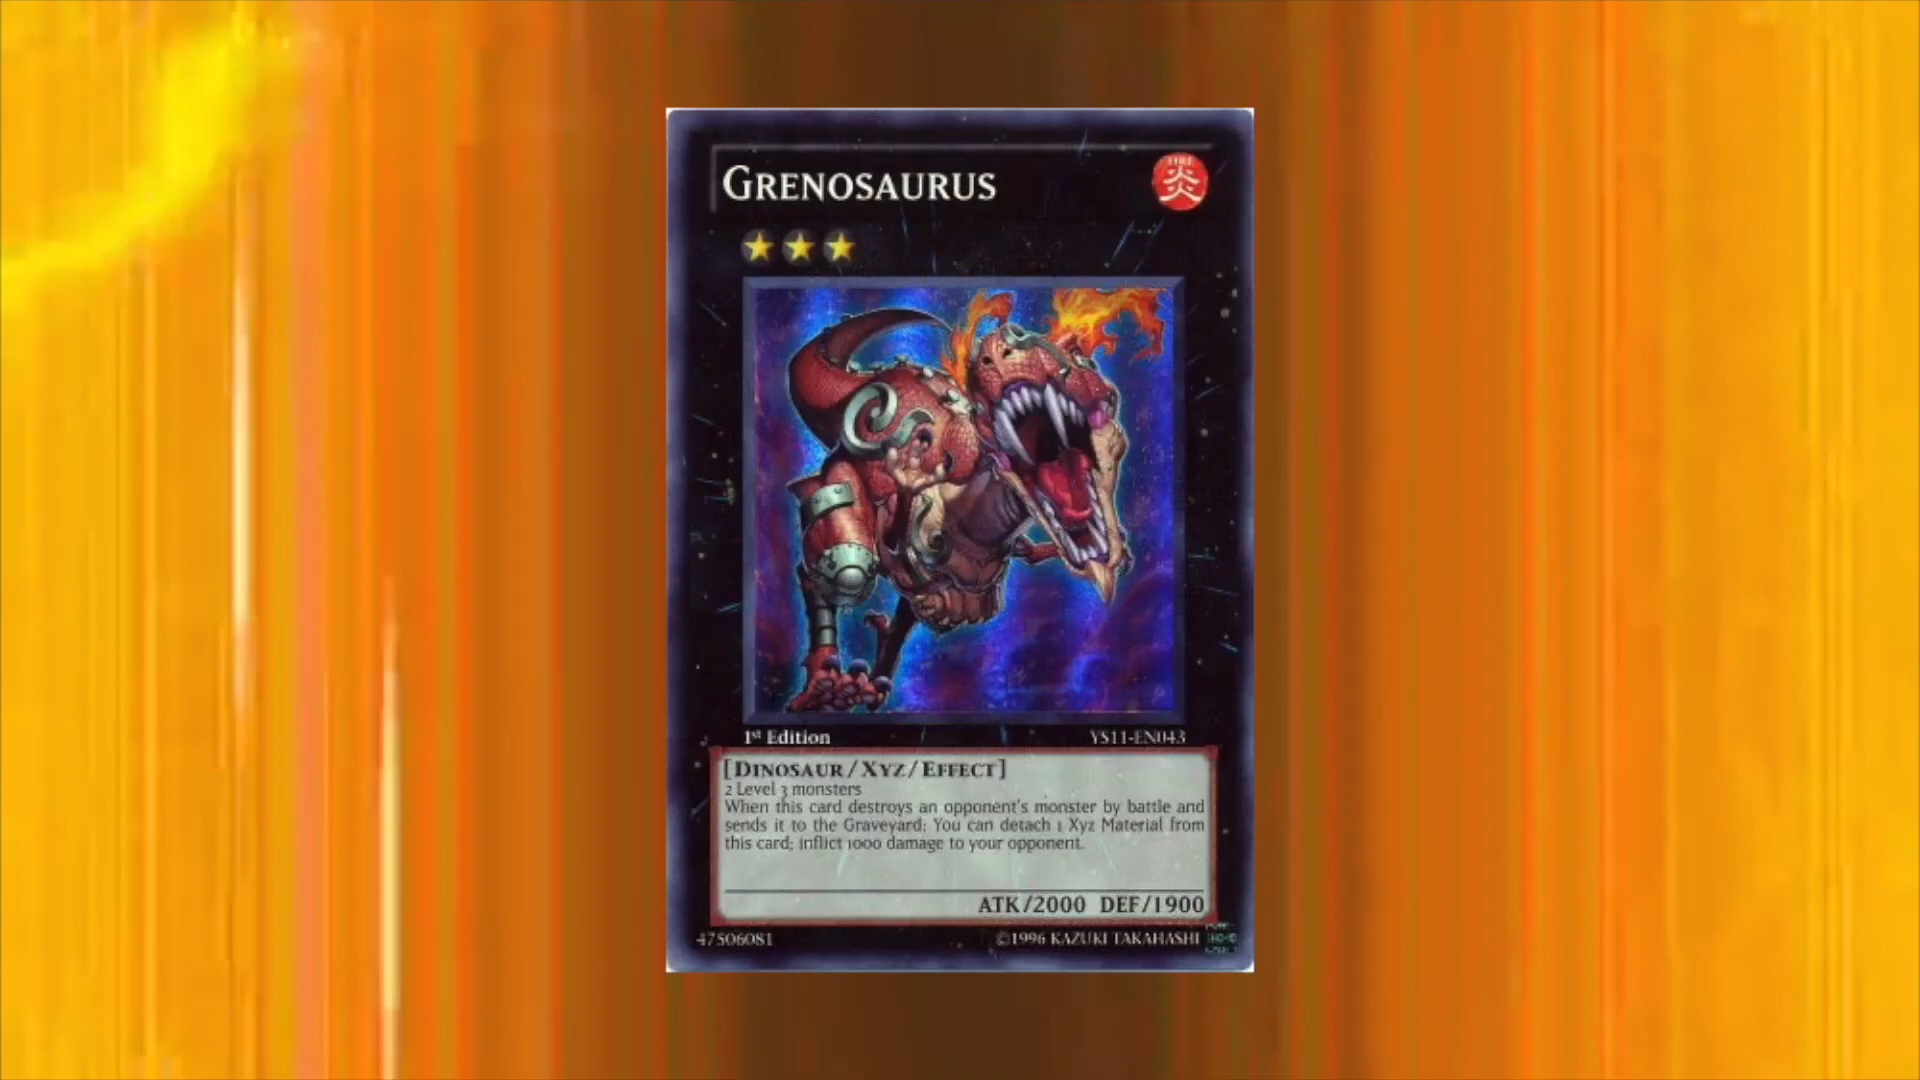 GRENOSAURUS
FIRE
炎
1st Edition
YS11-EN043
[DINOSAUR/XYZ/EFFECT]
2 Level 3 monsters
When this card destroys an opponent's monster by battle and
sends it to the Graveyard: You can detach 1 Xyz Material from
this card; inflict 1000 damage to your opponent.
ATK/2000 DEF/1900
47506081
©1996 KAZUKI TAKAHASHI